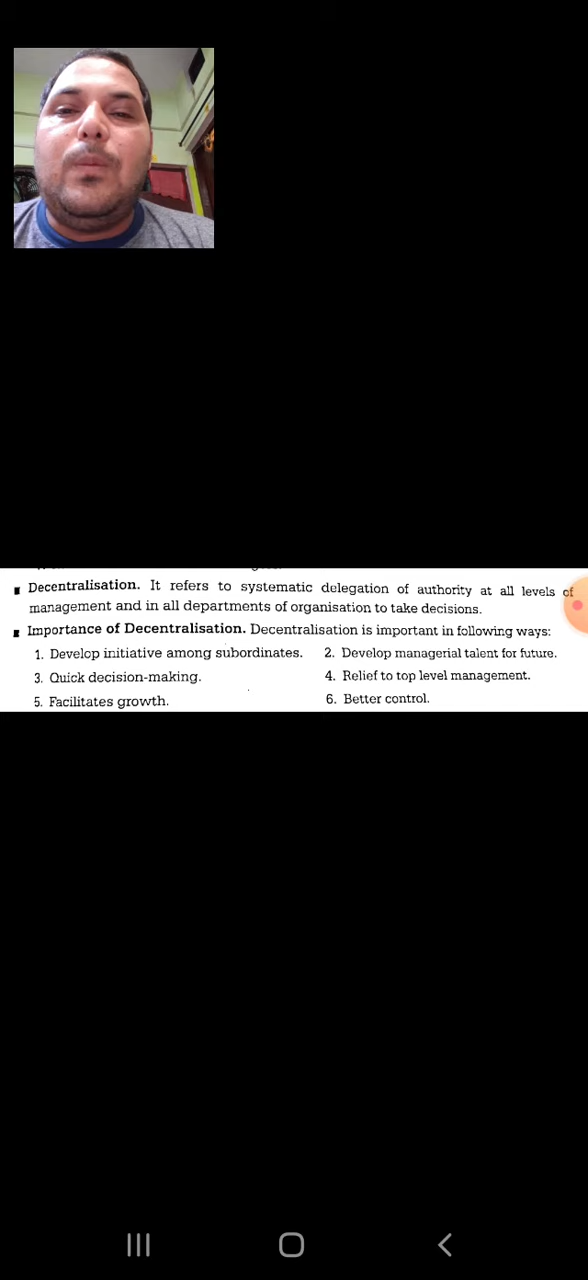 Decentralisation. It refers to systematic delegation of authority at all levels of
management and in all departments of organisation to take decisions.
Importance of Decentralisation. Decentralisation is important in following ways:
1. Develop initiative among subordinates. 2. Develop managerial talent for future.
3. Quick decision-making. 4. Relief to top level management.
5. Facilitates growth. 6. Better control.